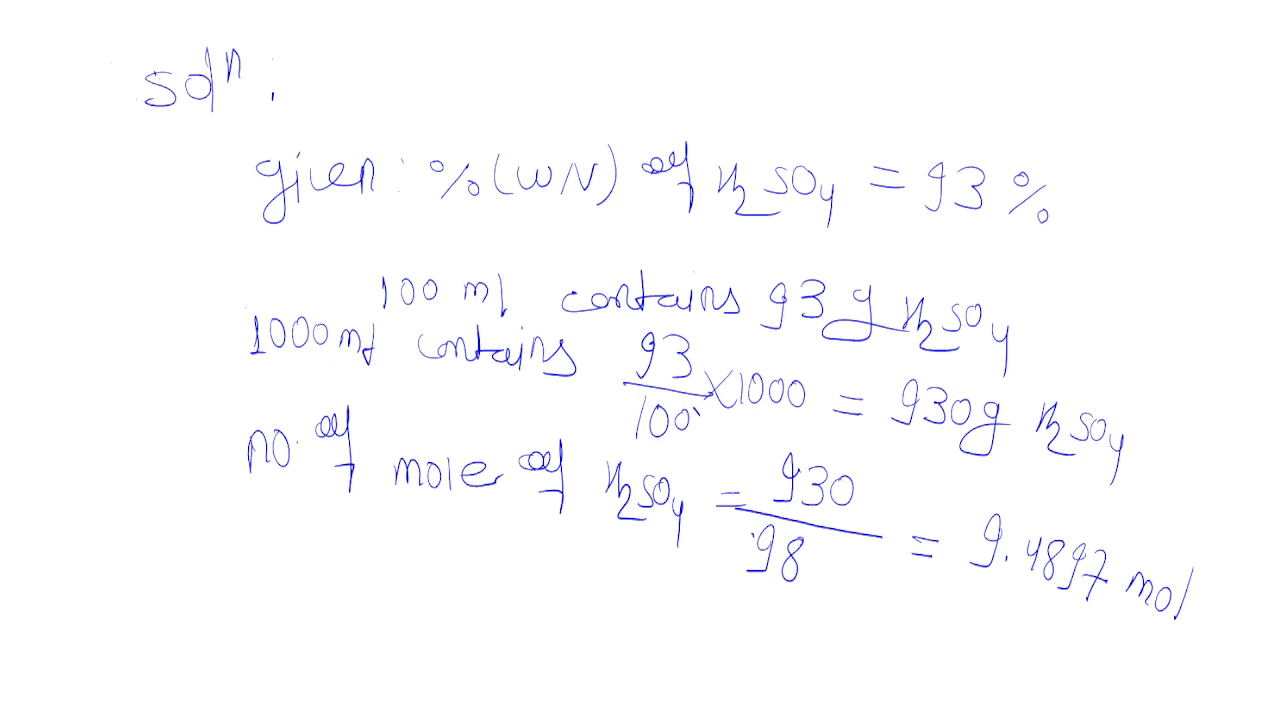 Solⁿ.
given: % (W/V) of H₂SO₄ = 93 %
100 ml contains 93 g H₂SO₄
1000 ml contains 93/100 × 1000 = 930g H₂SO₄
no. of mole of H₂SO₄ = 930/98 = 9.4897 mol